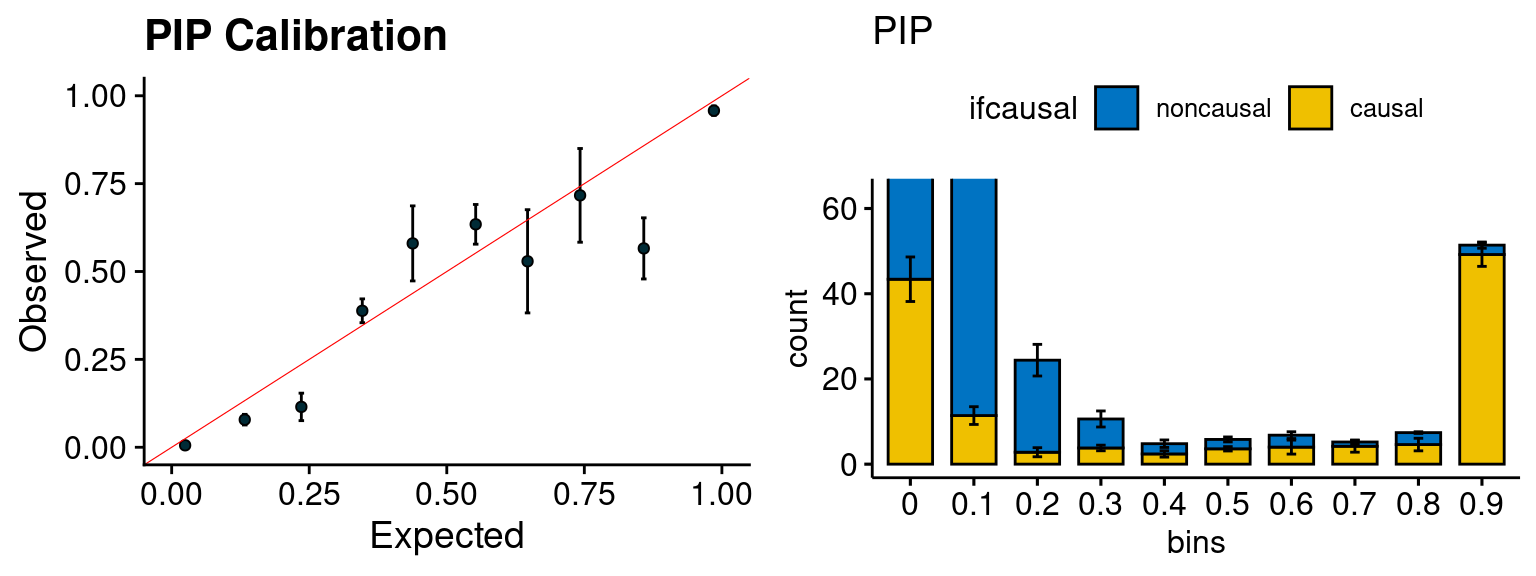 PIP Calibration
1.00
0.75
0.50
0.25
0.00
Observed
0.00 0.25 0.50 0.75 1.00
Expected
PIP
ifcausal noncausal causal
60
40
20
0
count
0 0.1 0.2 0.3 0.4 0.5 0.6 0.7 0.8 0.9
bins